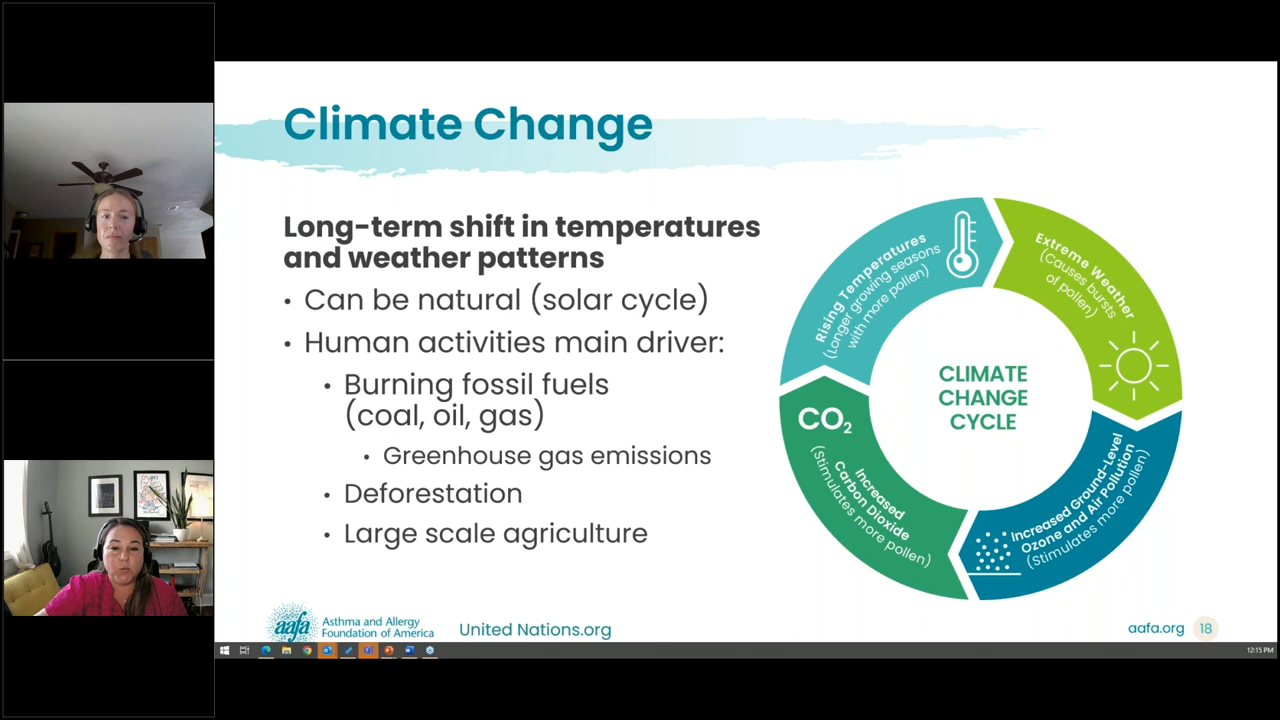 Climate Change
Long-term shift in temperatures
and weather patterns
• Can be natural (solar cycle)
• Human activities main driver:
• Burning fossil fuels
(coal, oil, gas)
• Greenhouse gas emissions
• Deforestation
• Large scale agriculture
Rising Temperatures
(Longer growing seasons
with more pollen)
Extreme Weather
(Causes bursts
of pollen)
Increased Ground-Level
Ozone and Air Pollution
(Stimulates more pollen)
CO₂
Increased
Carbon Dioxide
(Stimulates more pollen)
CLIMATE
CHANGE
CYCLE
aafa
Asthma and Allergy
Foundation of America
United Nations.org
aafa.org 18
12:15 PM